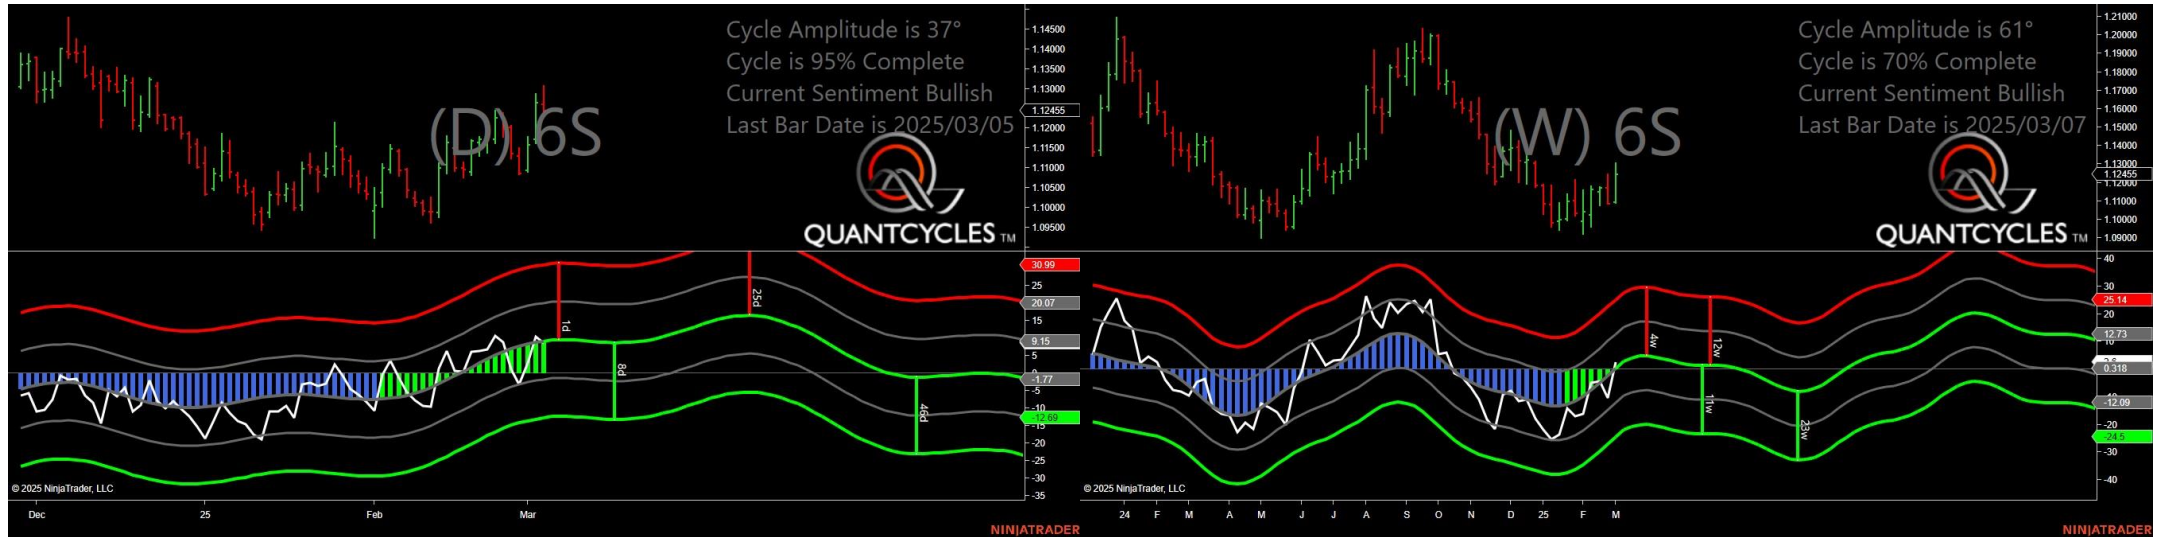 Cycle Amplitude is 37°
Cycle is 95% Complete
Current Sentiment Bullish
Last Bar Date is 2025/03/05
(D) 6S
QUANTCYCLES TM
1.14500
1.14000
1.13500
1.13000
1.12455
1.12000
1.11500
1.11000
1.10500
1.10000
1.09500
30.99
25
20.07
15
9.15
5
0
-1.77
-5
-10
-12.69
-15
-20
-25
-30
-35
1d
8d
25d
46d
© 2025 NinjaTrader, LLC
Dec
25
Feb
Mar
NINJATRADER
Cycle Amplitude is 61°
Cycle is 70% Complete
Current Sentiment Bullish
Last Bar Date is 2025/03/07
(W) 6S
QUANTCYCLES TM
1.21000
1.20000
1.19000
1.18000
1.17000
1.16000
1.15000
1.14000
1.13000
1.12455
1.12000
1.11000
1.10000
1.09000
40
30
25.14
20
12.73
0.318
-12.09
-20
-24.5
-30
-40
4w
12w
11w
23w
© 2025 NinjaTrader, LLC
24
F
M
A
M
J
J
A
S
O
N
D
25
F
M
NINJATRADER